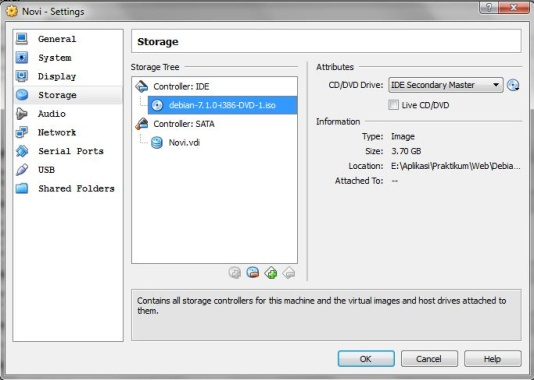 Novi - Settings
General
System
Display
Storage
Audio
Network
Serial Ports
USB
Shared Folders
Storage
Storage Tree
Controller: IDE
debian-7.1.0-i386-DVD-1.iso
Controller: SATA
Novi.vdi
Attributes
CD/DVD Drive: IDE Secondary Master
Live CD/DVD
Information
Type: Image
Size: 3.70 GB
Location: E:\Aplikasi\Praktikum\Web\Debia...
Attached To: --
Contains all storage controllers for this machine and the virtual images and host drives attached to
them.
OK Cancel Help